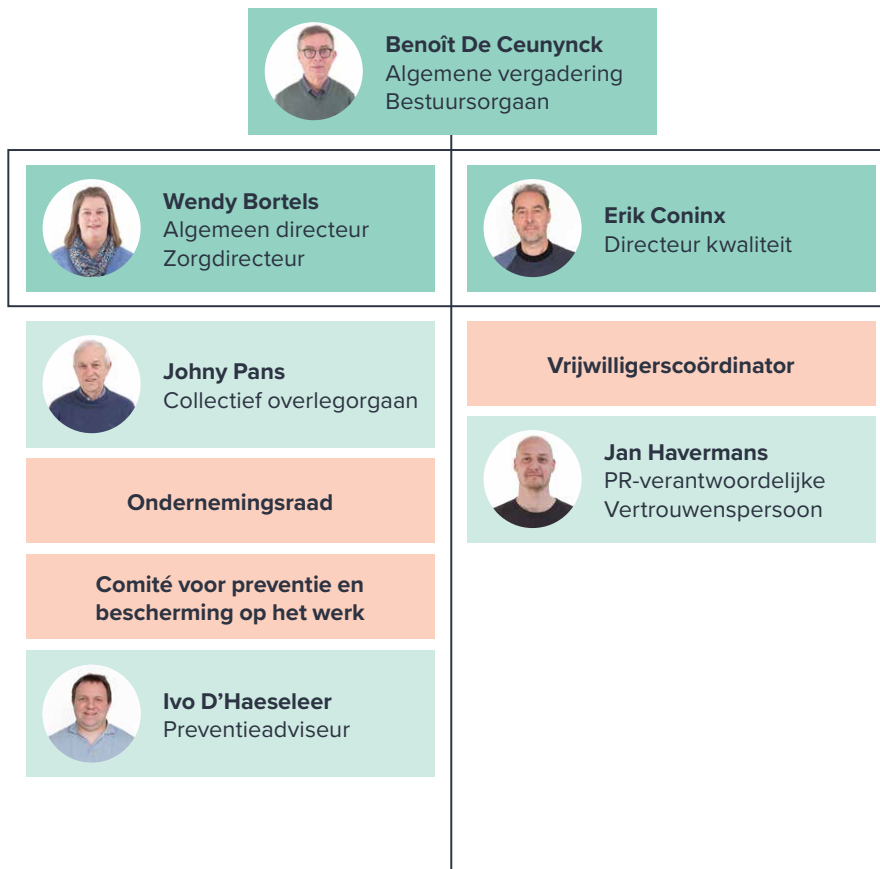 Benoît De Ceunynck
Algemene vergadering
Bestuursorgaan
Wendy Bortels
Algemeen directeur
Zorgdirecteur
Erik Coninx
Directeur kwaliteit
Johny Pans
Collectief overlegorgaan
Ondernemingsraad
Comité voor preventie en
bescherming op het werk
Ivo D’Haeseleer
Preventieadviseur
Vrijwilligerscoördinator
Jan Havermans
PR-verantwoordelijke
Vertrouwenspersoon